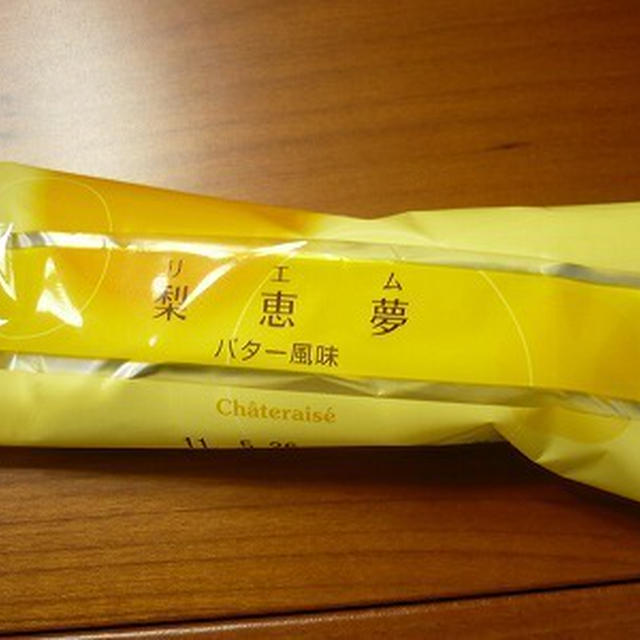 リ エ ム
梨 恵 夢
バター風味
Châteraisé